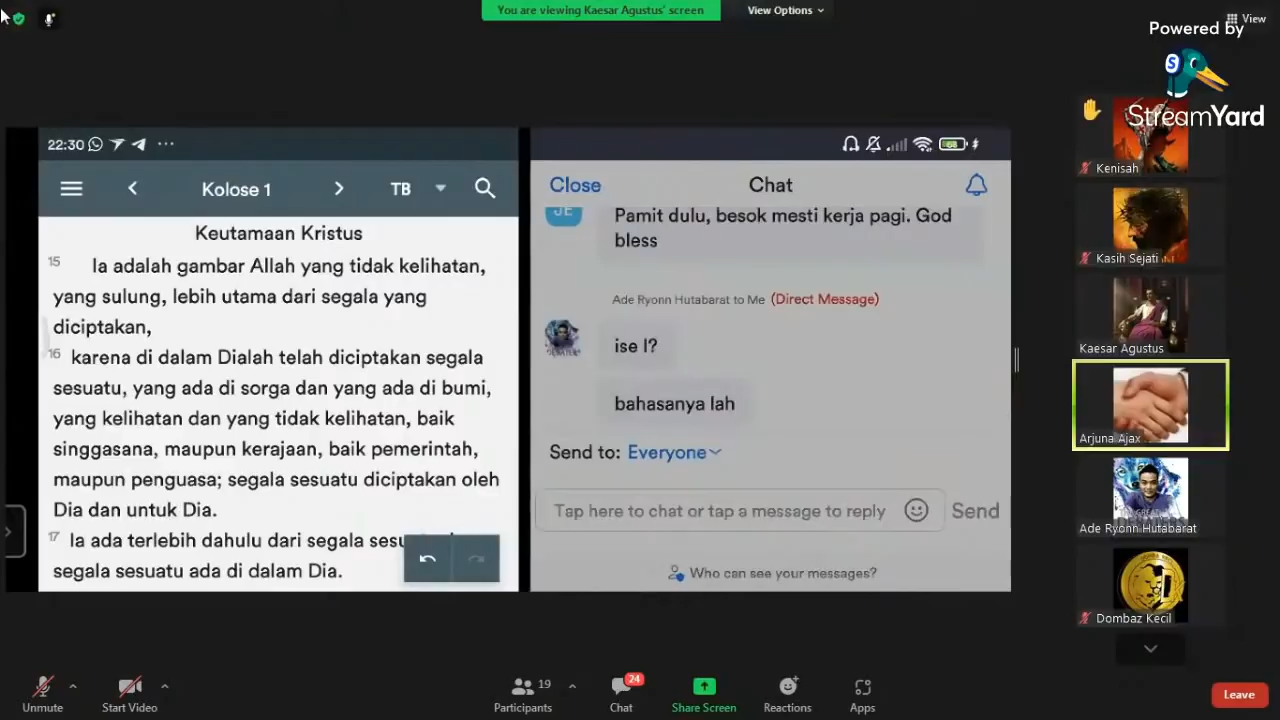 You are viewing Kaesar Agustus' screen
View Options
View
Powered by
StreamYard
22:30
Kolose 1
TB
Keutamaan Kristus
15 Ia adalah gambar Allah yang tidak kelihatan,
yang sulung, lebih utama dari segala yang
diciptakan,
16 karena di dalam Dialah telah diciptakan segala
sesuatu, yang ada di sorga dan yang ada di bumi,
yang kelihatan dan yang tidak kelihatan, baik
singgasana, maupun kerajaan, baik pemerintah,
maupun penguasa; segala sesuatu diciptakan oleh
Dia dan untuk Dia.
17 Ia ada terlebih dahulu dari segala
segala sesuatu ada di dalam Dia.
Close
Chat
JE
Pamit dulu, besok mesti kerja pagi. God
bless
Ade Ryonn Hutabarat to Me (Direct Message)
ise I?
bahasanya lah
Send to: Everyone
Tap here to chat or tap a message to reply
Send
Who can see your messages?
Kenisah
Kasih Sejati
Kaesar Agustus
Arjuna Ajax
Ade Ryonn Hutabarat
Dombaz Kecil
Unmute
Start Video
19
Participants
24
Chat
Share Screen
Reactions
Apps
Leave